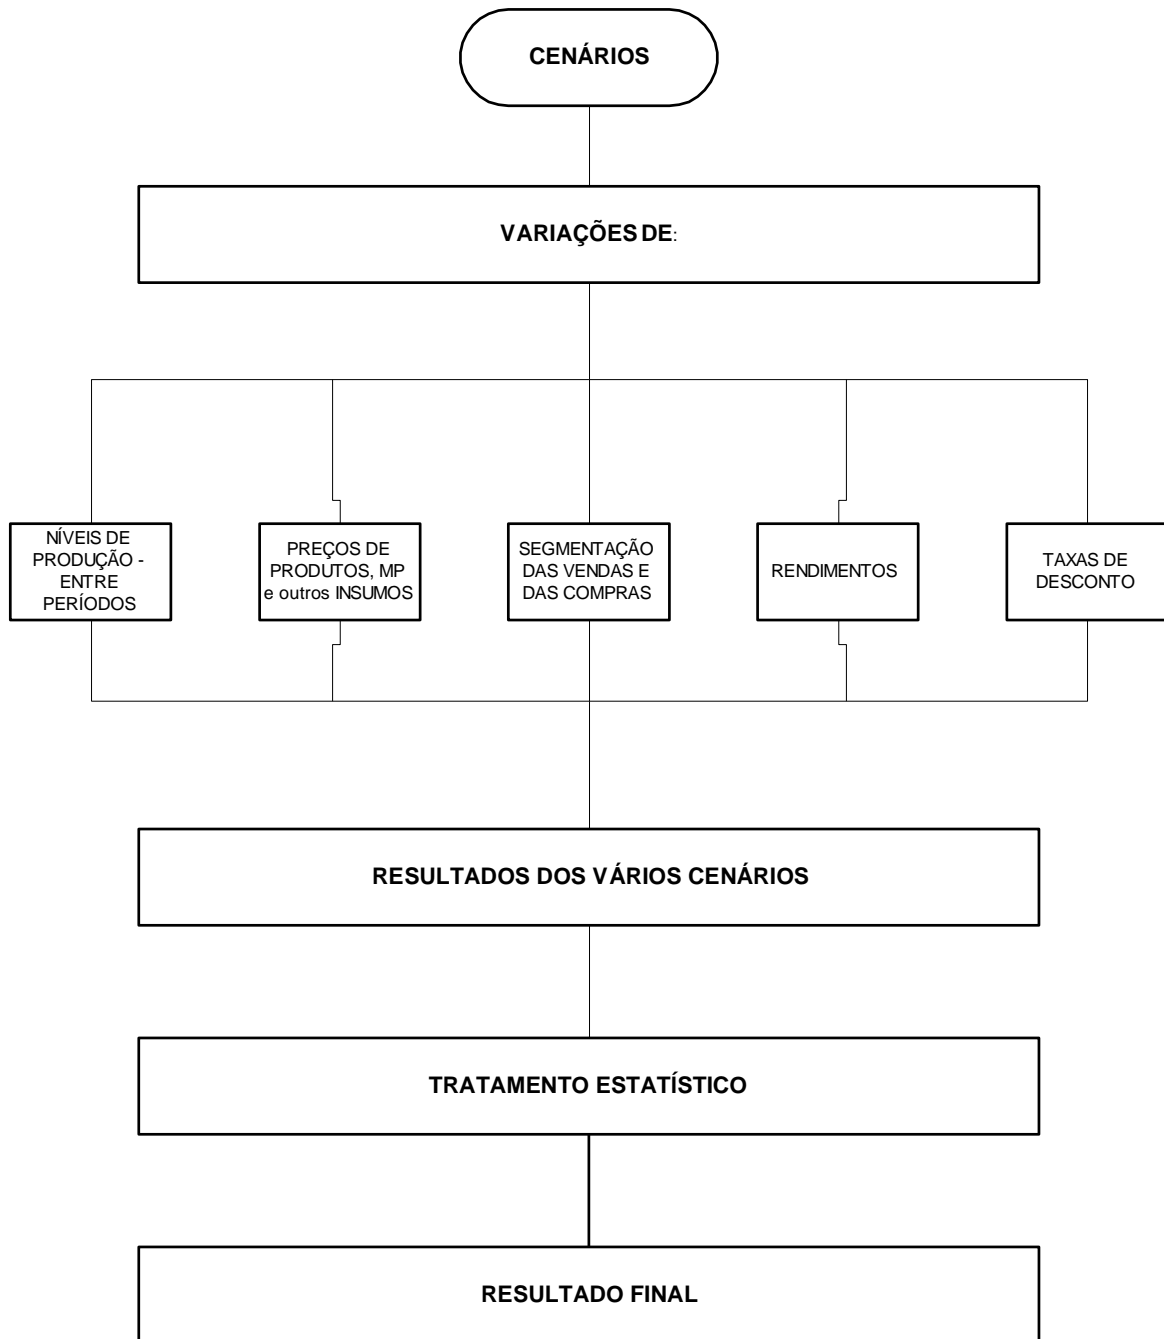 CENÁRIOS
VARIAÇÕES DE:
NÍVEIS DE
PRODUÇÃO -
ENTRE
PERÍODOS
PREÇOS DE
PRODUTOS, MP
e outros INSUMOS
SEGMENTAÇÃO
DAS VENDAS E
DAS COMPRAS
RENDIMENTOS
TAXAS DE
DESCONTO
RESULTADOS DOS VÁRIOS CENÁRIOS
TRATAMENTO ESTATÍSTICO
RESULTADO FINAL